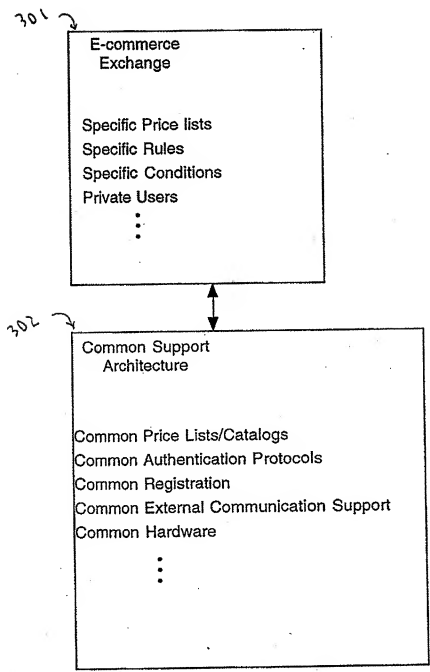 301
E-commerce
Exchange
Specific Price lists
Specific Rules
Specific Conditions
Private Users
302
Common Support
Architecture
Common Price Lists/Catalogs
Common Authentication Protocols
Common Registration
Common External Communication Support
Common Hardware